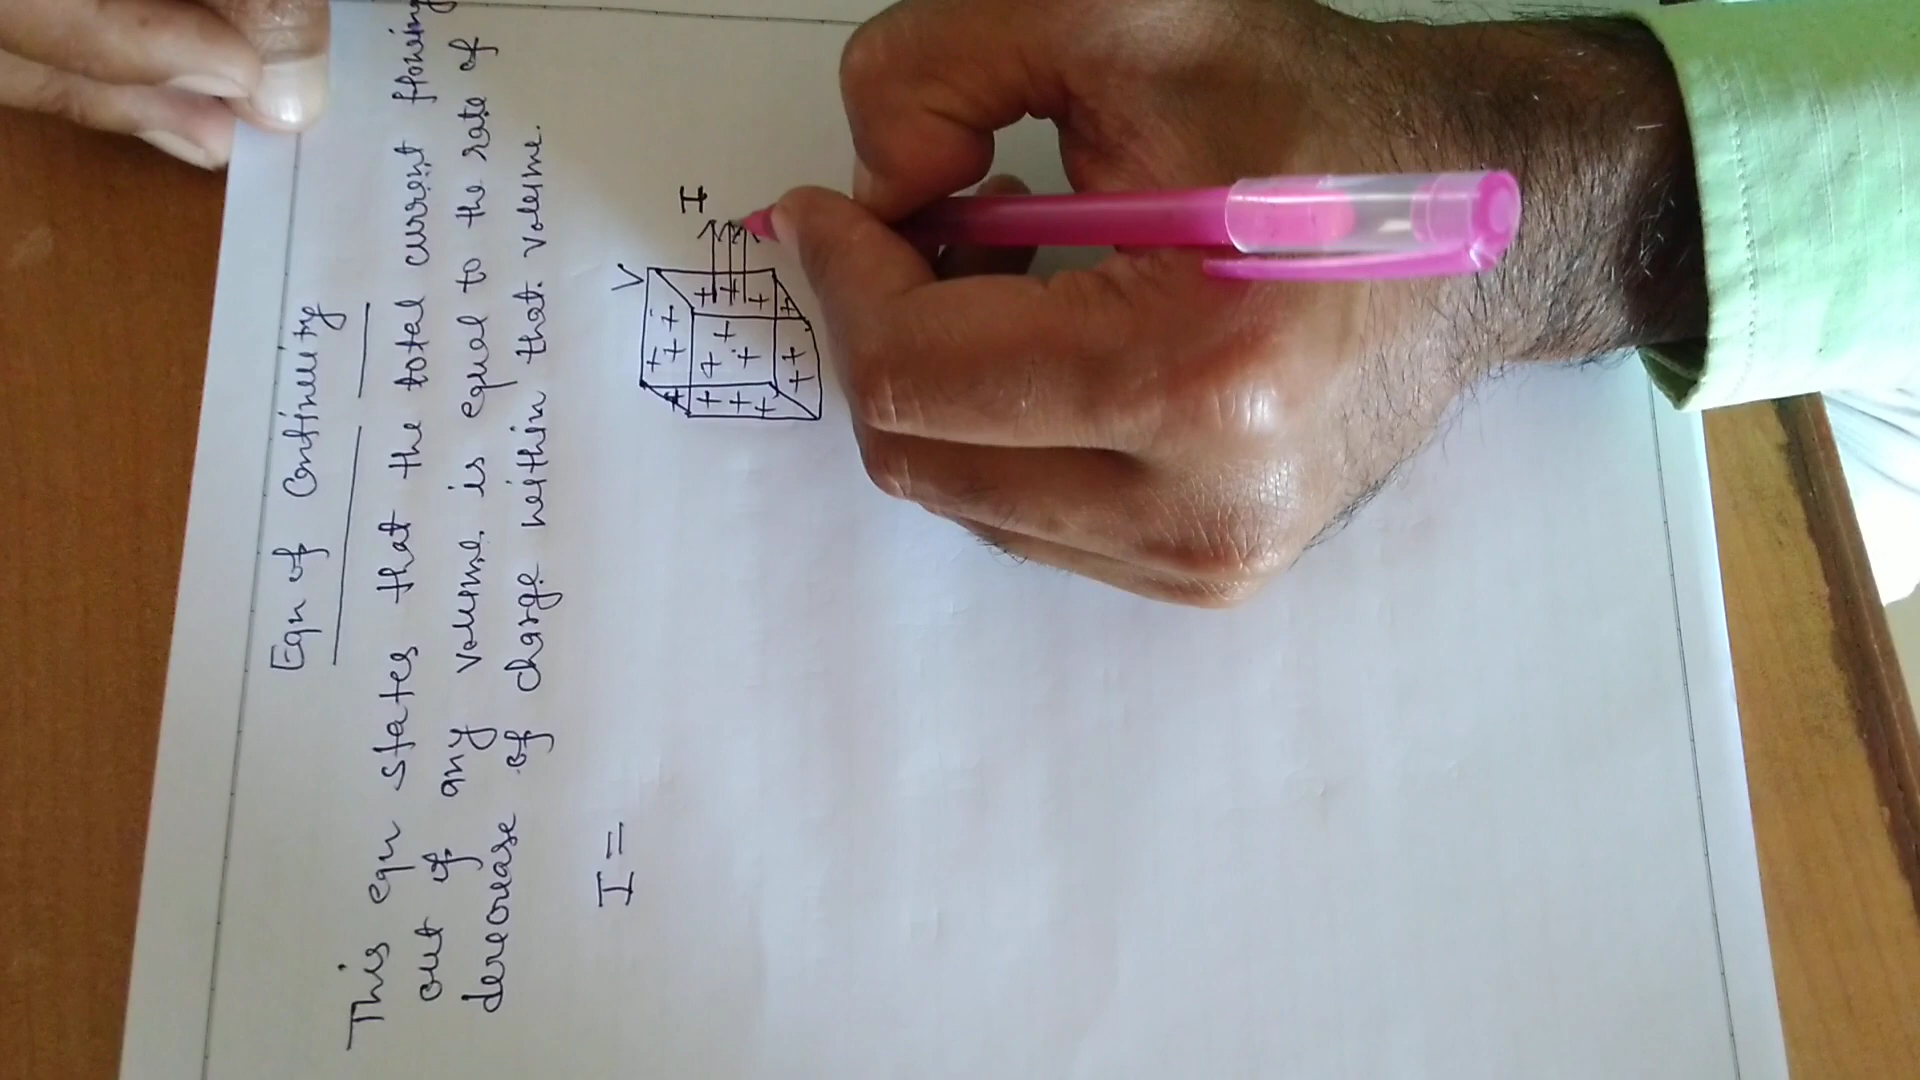 Eqn of Continuity
This eqn states that the total current flowing
out of any volume. is equal to the rate of
decrease of charge within that volume.
I =
V
I
+ + + + + + + + + + + + + + + + +